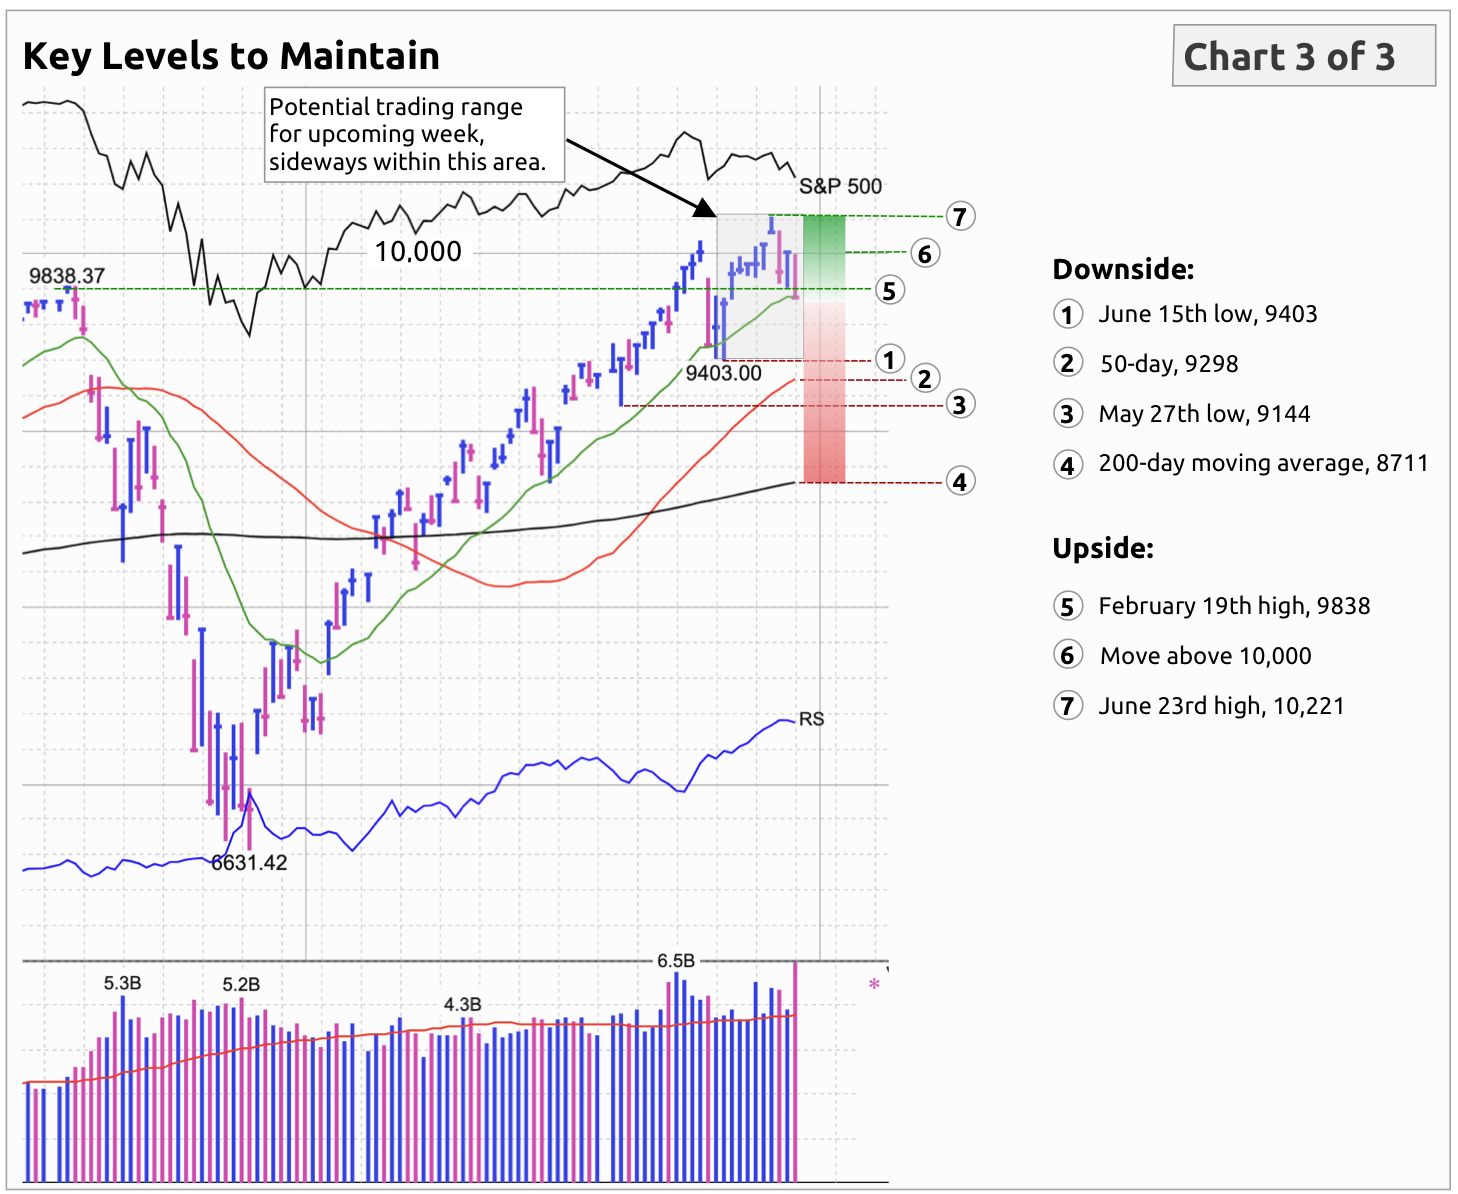 Key Levels to Maintain
Chart 3 of 3
Potential trading range
for upcoming week,
sideways within this area.
S&P 500
7
10,000
6
9838.37
5
1
9403.00
2
3
4
RS
6631.42
6.5B
5.3B
5.2B
4.3B
*
Downside:
1 June 15th low, 9403
2 50-day, 9298
3 May 27th low, 9144
4 200-day moving average, 8711
Upside:
5 February 19th high, 9838
6 Move above 10,000
7 June 23rd high, 10,221